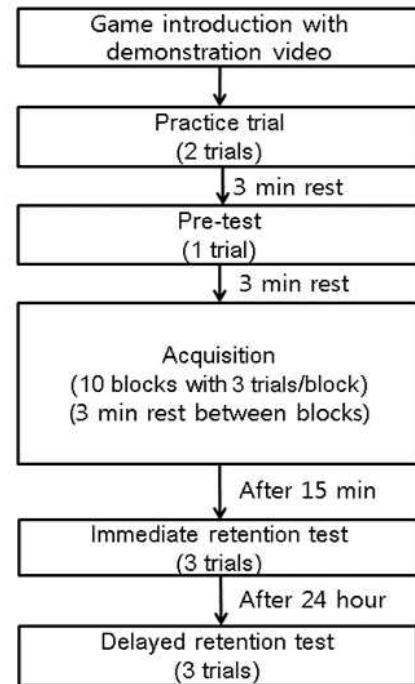 Game introduction with
demonstration video
Practice trial
(2 trials)
3 min rest
Pre-test
(1 trial)
3 min rest
Acquisition
(10 blocks with 3 trials/block)
(3 min rest between blocks)
After 15 min
Immediate retention test
(3 trials)
After 24 hour
Delayed retention test
(3 trials)